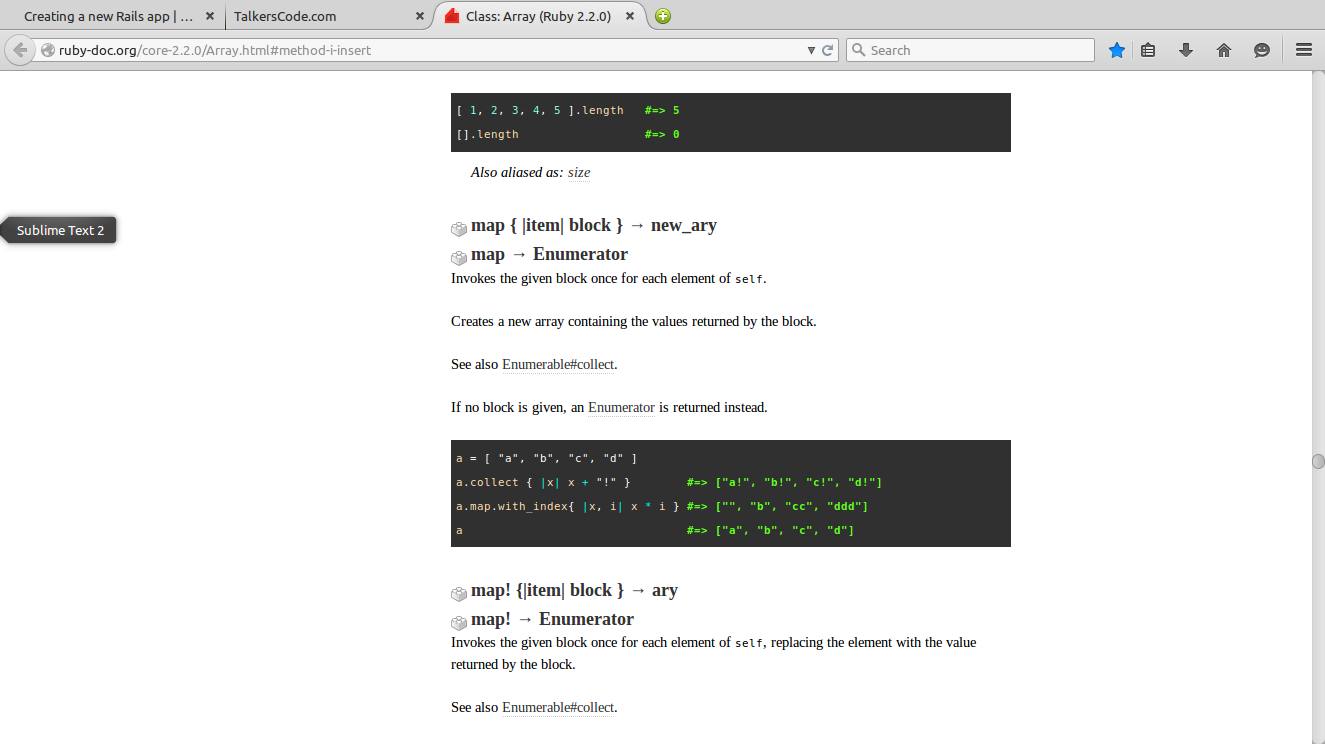 Creating a new Rails app | ...
TalkersCode.com
Class: Array (Ruby 2.2.0)
ruby-doc.org/core-2.2.0/Array.html#method-i-insert
Search
[ 1, 2, 3, 4, 5 ].length   #=> 5
[].length                  #=> 0
Also aliased as: size
Sublime Text 2
map { |item| block } → new_ary
map → Enumerator
Invokes the given block once for each element of self.
Creates a new array containing the values returned by the block.
See also Enumerable#collect.
If no block is given, an Enumerator is returned instead.
a = [ "a", "b", "c", "d" ]
a.collect { |x| x + "!" }        #=> ["a!", "b!", "c!", "d!"]
a.map.with_index{ |x, i| x * i } #=> ["", "b", "cc", "ddd"]
a                                #=> ["a", "b", "c", "d"]
map! {|item| block } → ary
map! → Enumerator
Invokes the given block once for each element of self, replacing the element with the value
returned by the block.
See also Enumerable#collect.